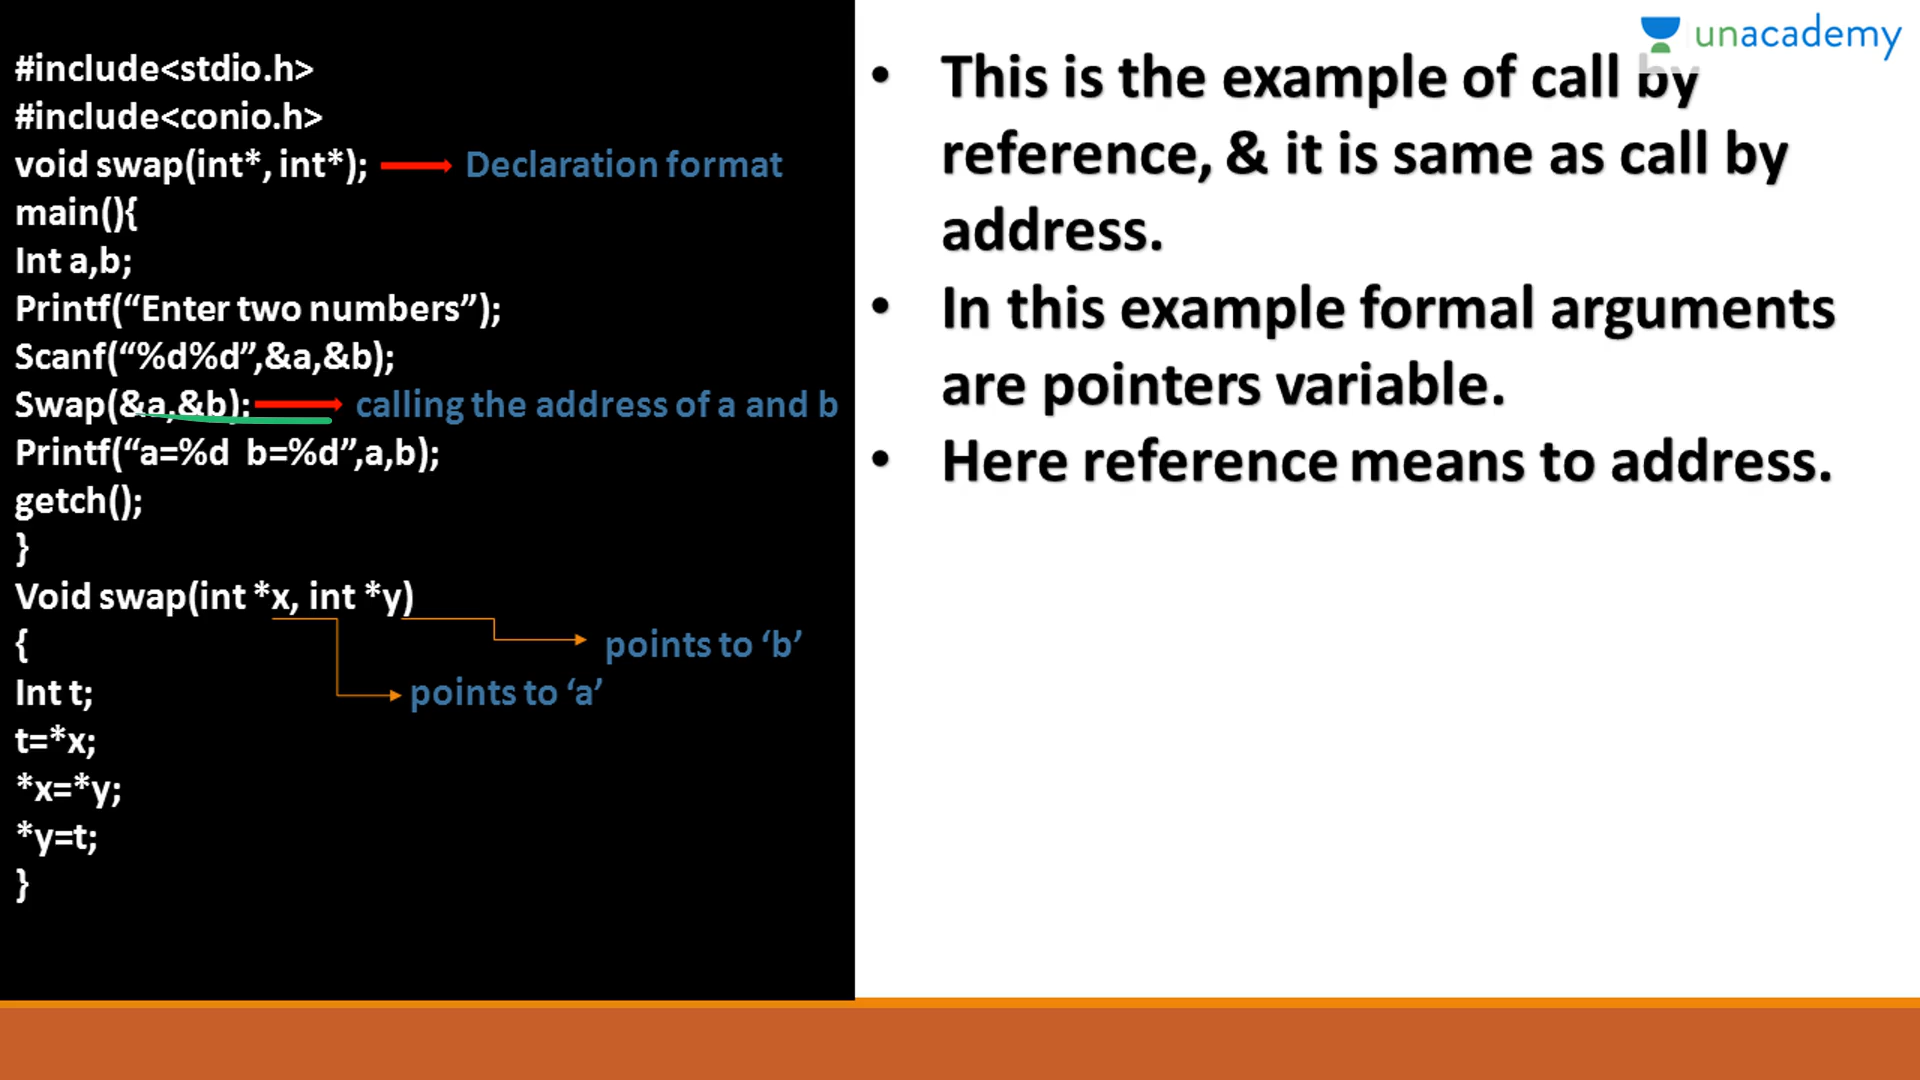 #include<stdio.h>
#include<conio.h>
void swap(int*, int*);
Declaration format
main(){
Int a,b;
Printf(“Enter two numbers”);
Scanf(“%d%d”,&a,&b);
Swap(&a,&b);
calling the address of a and b
Printf(“a=%d b=%d”,a,b);
getch();
}
Void swap(int *x, int *y)
{
points to ‘b’
Int t;
points to ‘a’
t=*x;
*x=*y;
*y=t;
}
unacademy
• This is the example of call by
reference, & it is same as call by
address.
• In this example formal arguments
are pointers variable.
• Here reference means to address.